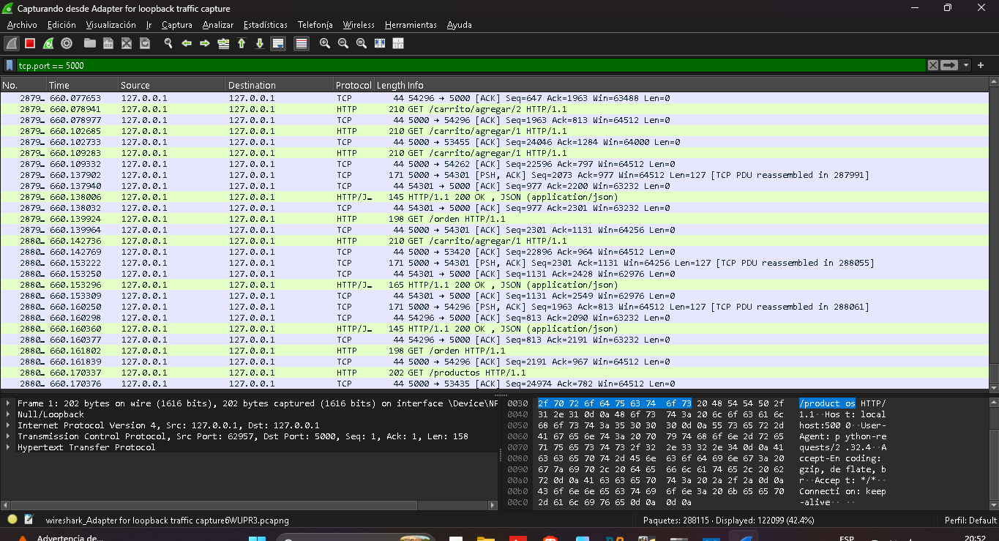 Capturando desde Adapter for loopback traffic capture
Archivo Edición Visualización Ir Captura Analizar Estadísticas Telefonía Wireless Herramientas Ayuda
tcp.port == 5000
No. Time Source Destination Protocol Length Info
2879… 660.077653 127.0.0.1 127.0.0.1 TCP 44 54296 → 5000 [ACK] Seq=647 Ack=1963 Win=63488 Len=0
2879… 660.078941 127.0.0.1 127.0.0.1 HTTP 210 GET /carrito/agregar/2 HTTP/1.1
2879… 660.078977 127.0.0.1 127.0.0.1 TCP 44 5000 → 54296 [ACK] Seq=1963 Ack=813 Win=64512 Len=0
2879… 660.102685 127.0.0.1 127.0.0.1 HTTP 210 GET /carrito/agregar/1 HTTP/1.1
2879… 660.102733 127.0.0.1 127.0.0.1 TCP 44 5000 → 53455 [ACK] Seq=24046 Ack=1284 Win=64000 Len=0
2879… 660.109283 127.0.0.1 127.0.0.1 HTTP 210 GET /carrito/agregar/1 HTTP/1.1
2879… 660.109332 127.0.0.1 127.0.0.1 TCP 44 5000 → 54262 [ACK] Seq=22596 Ack=797 Win=64512 Len=0
2879… 660.137902 127.0.0.1 127.0.0.1 TCP 171 5000 → 54301 [PSH, ACK] Seq=2073 Ack=977 Win=64512 Len=127 [TCP PDU reassembled in 287991]
2879… 660.137940 127.0.0.1 127.0.0.1 TCP 44 54301 → 5000 [ACK] Seq=977 Ack=2200 Win=63232 Len=0
2879… 660.138006 127.0.0.1 127.0.0.1 HTTP/J… 145 HTTP/1.1 200 OK , JSON (application/json)
2879… 660.138032 127.0.0.1 127.0.0.1 TCP 44 54301 → 5000 [ACK] Seq=977 Ack=2301 Win=63232 Len=0
2879… 660.139924 127.0.0.1 127.0.0.1 HTTP 198 GET /orden HTTP/1.1
2879… 660.139964 127.0.0.1 127.0.0.1 TCP 44 5000 → 54301 [ACK] Seq=2301 Ack=1131 Win=64256 Len=0
2880… 660.142736 127.0.0.1 127.0.0.1 HTTP 210 GET /carrito/agregar/1 HTTP/1.1
2880… 660.142769 127.0.0.1 127.0.0.1 TCP 44 5000 → 53420 [ACK] Seq=22896 Ack=964 Win=64512 Len=0
2880… 660.153222 127.0.0.1 127.0.0.1 TCP 171 5000 → 54301 [PSH, ACK] Seq=2301 Ack=1131 Win=64256 Len=127 [TCP PDU reassembled in 288055]
2880… 660.153250 127.0.0.1 127.0.0.1 TCP 44 54301 → 5000 [ACK] Seq=1131 Ack=2428 Win=62976 Len=0
2880… 660.153296 127.0.0.1 127.0.0.1 HTTP/J… 165 HTTP/1.1 200 OK , JSON (application/json)
2880… 660.153309 127.0.0.1 127.0.0.1 TCP 44 54301 → 5000 [ACK] Seq=1131 Ack=2549 Win=62976 Len=0
2880… 660.160250 127.0.0.1 127.0.0.1 TCP 171 5000 → 54296 [PSH, ACK] Seq=1963 Ack=813 Win=64512 Len=127 [TCP PDU reassembled in 288061]
2880… 660.160298 127.0.0.1 127.0.0.1 TCP 44 54296 → 5000 [ACK] Seq=813 Ack=2090 Win=63232 Len=0
2880… 660.160360 127.0.0.1 127.0.0.1 HTTP/J… 145 HTTP/1.1 200 OK , JSON (application/json)
2880… 660.160377 127.0.0.1 127.0.0.1 TCP 44 54296 → 5000 [ACK] Seq=813 Ack=2191 Win=63232 Len=0
2880… 660.161802 127.0.0.1 127.0.0.1 HTTP 198 GET /orden HTTP/1.1
2880… 660.161839 127.0.0.1 127.0.0.1 TCP 44 5000 → 54296 [ACK] Seq=2191 Ack=967 Win=64512 Len=0
2880… 660.170337 127.0.0.1 127.0.0.1 HTTP 202 GET /productos HTTP/1.1
2880… 660.170376 127.0.0.1 127.0.0.1 TCP 44 5000 → 53435 [ACK] Seq=24974 Ack=782 Win=64512 Len=0
Frame 1: 202 bytes on wire (1616 bits), 202 bytes captured (1616 bits) on interface \Device\NF
Null/Loopback
Internet Protocol Version 4, Src: 127.0.0.1, Dst: 127.0.0.1
Transmission Control Protocol, Src Port: 62957, Dst Port: 5000, Seq: 1, Ack: 1, Len: 158
Hypertext Transfer Protocol
0030 2f 70 72 6f 64 75 63 74 6f 73 20 48 54 54 50 2f /product os HTTP/
0040 31 2e 31 0d 0a 48 6f 73 74 3a 20 6c 6f 63 61 6c 1.1··Hos t: local
0050 68 6f 73 74 3a 35 30 30 30 0d 0a 55 73 65 72 2d host:500 0··User-
0060 41 67 65 6e 74 3a 20 70 79 74 68 6f 6e 2d 72 65 Agent: p ython-re
0070 71 75 65 73 74 73 2f 32 2e 33 32 2e 34 0d 0a 41 quests/2 .32.4··A
0080 63 63 65 70 74 2d 45 6e 63 6f 64 69 6e 67 3a 20 ccept-En coding:
0090 67 7a 69 70 2c 20 64 65 66 6c 61 74 65 2c 20 62 gzip, de flate, b
00a0 72 0d 0a 41 63 63 65 70 74 3a 20 2a 2f 2a 0d 0a r··Accep t: */*··
00b0 43 6f 6e 6e 65 63 74 69 6f 6e 3a 20 6b 65 65 70 Connecti on: keep
00c0 2d 61 6c 69 76 65 0d 0a 0d 0a -alive·· ··
wireshark_Adapter for loopback traffic capture6WUPR3.pcapng Paquetes: 288115 · Displayed: 122099 (42.4%) Perfil: Default
Advertencia de… ESP 20:52